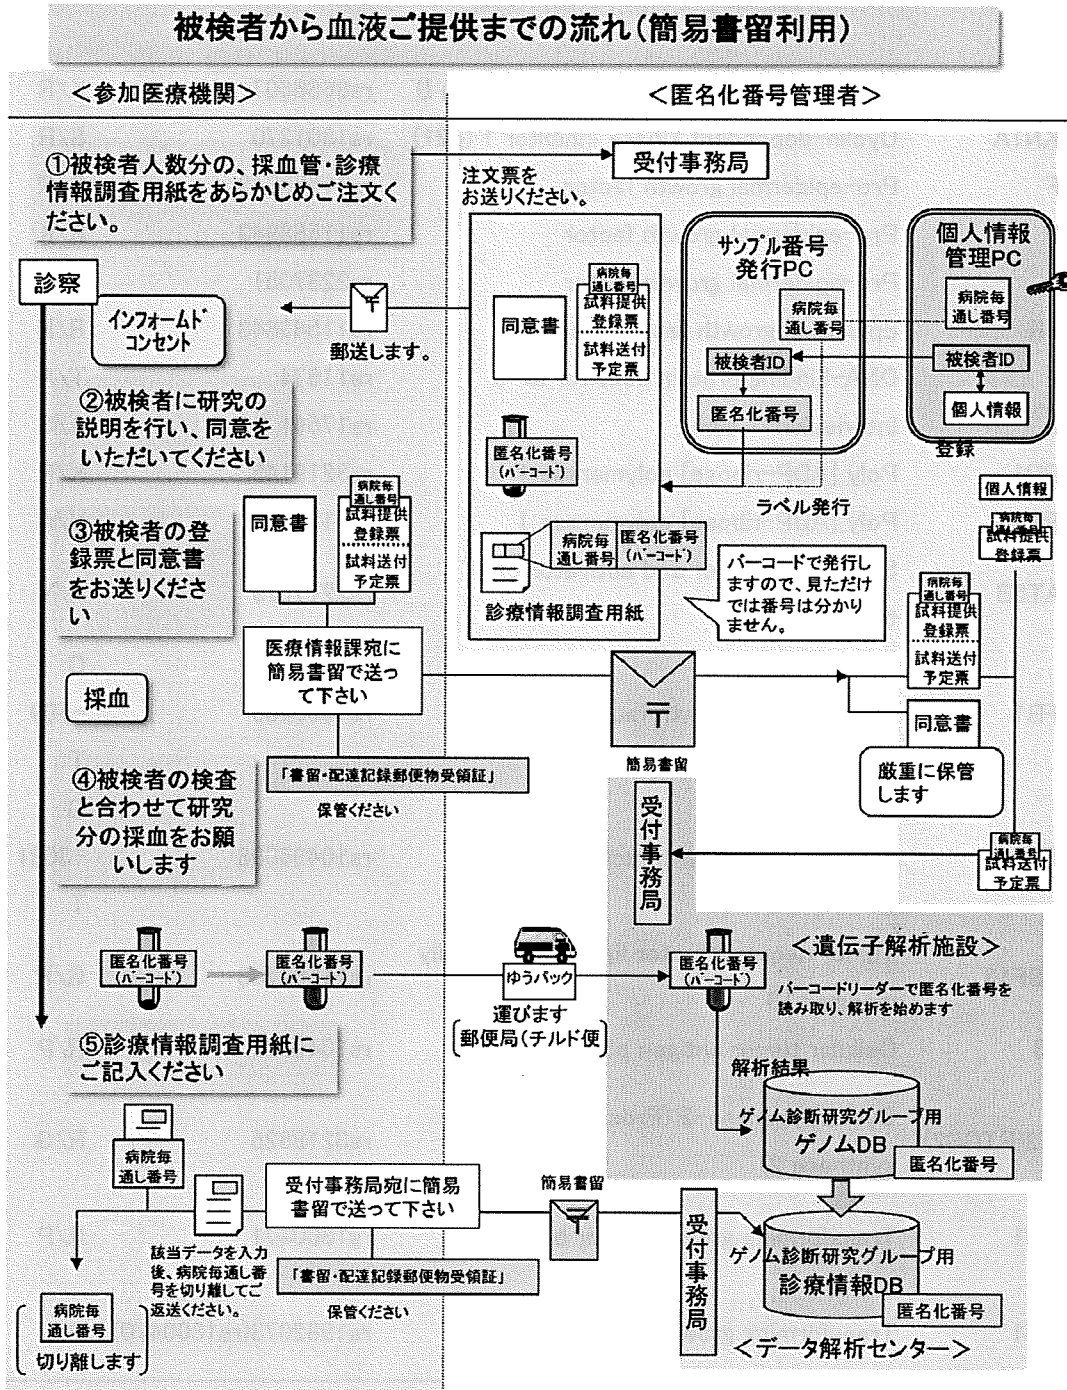 被検者から血液ご提供までの流れ(簡易書留利用)
＜参加医療機関＞
＜匿名化番号管理者＞
①被検者人数分の、採血管・診療
情報調査用紙をあらかじめご注文く
ださい。
受付事務局
注文票を
お送りください。
診察
インフォームド
コンセント
郵送します。
同意書
病院毎
通し番号
試料提供
登録票
試料送付
予定票
サンプル番号
発行PC
病院毎
通し番号
被検者ID
匿名化番号
個人情報
管理PC
病院毎
通し番号
被検者ID
個人情報
登録
②被検者に研究の
説明を行い、同意を
いただいてください
匿名化番号
(バーコード)
ラベル発行
個人情報
病院毎
通し番号
試料提供
登録票
③被検者の登
録票と同意書
をお送りくださ
い
同意書
病院毎
通し番号
試料提供
登録票
試料送付
予定票
病院毎
通し番号
匿名化番号
(バーコード)
診療情報調査用紙
バーコードで発行し
ますので、見ただけ
では番号は分かり
ません。
病院毎
通し番号
試料提供
登録票
試料送付
予定票
医療情報課宛に
簡易書留で送っ
て下さい
採血
簡易書留
同意書
厳重に保管
します
「書留・配達記録郵便物受領証」
保管ください
④被検者の検査
と合わせて研究
分の採血をお願
いします
受付事務局
病院毎
通し番号
試料送付
予定票
匿名化番号
(バーコード)
匿名化番号
(バーコード)
ゆうパック
運びます
郵便局(チルド便)
匿名化番号
(バーコード)
＜遺伝子解析施設＞
バーコードリーダーで匿名化番号を
読み取り、解析を始めます
⑤診療情報調査用紙に
ご記入ください
解析結果
ゲノム診断研究グループ用
ゲノムDB
匿名化番号
病院毎
通し番号
受付事務局宛に簡易
書留で送って下さい
簡易書留
受付事務局
ゲノム診断研究グループ用
診療情報DB
匿名化番号
＜データ解析センター＞
該当データを入力
後、病院毎通し番
号を切り離してご
返送ください。
「書留・配達記録郵便物受領証」
保管ください
病院毎
通し番号
切り離します